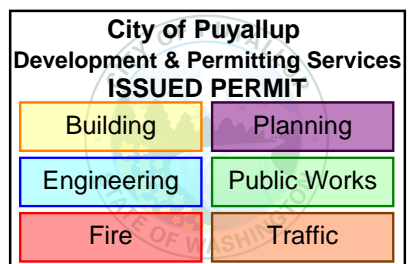 City of Puyallup
Development & Permitting Services
ISSUED PERMIT
Building Planning
Engineering Public Works
Fire Traffic